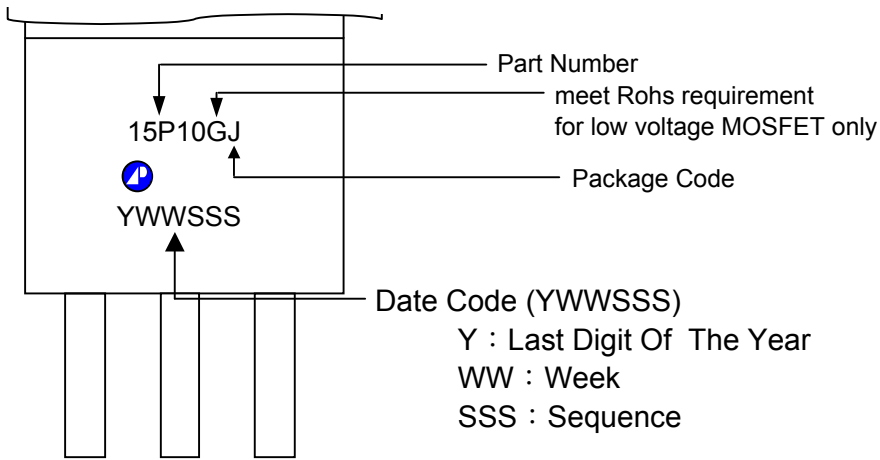 Part Number
meet Rohs requirement
for low voltage MOSFET only
15P10GJ
Package Code
YWWSSS
Date Code (YWWSSS)
Y：Last Digit Of The Year
WW：Week
SSS：Sequence